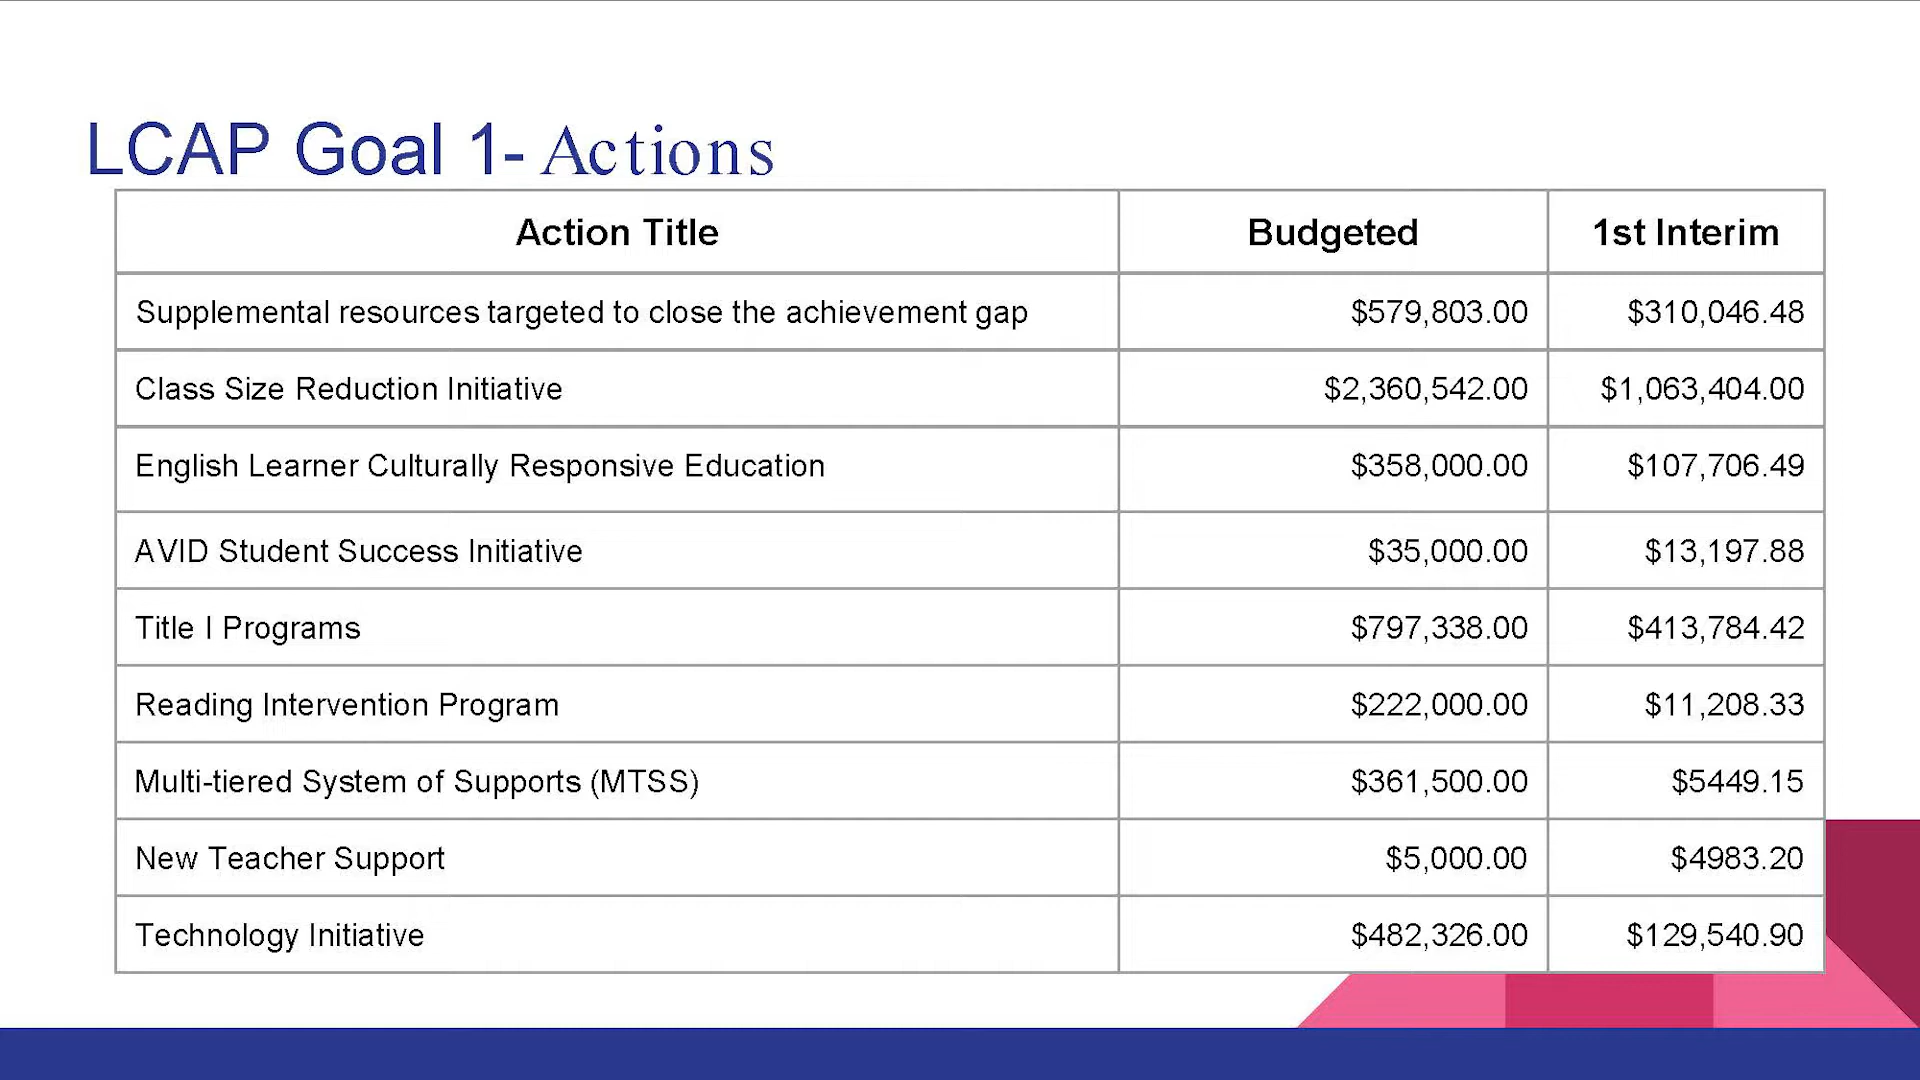 LCAP Goal 1- Actions
Action Title Budgeted 1st Interim
Supplemental resources targeted to close the achievement gap $579,803.00 $310,046.48
Class Size Reduction Initiative $2,360,542.00 $1,063,404.00
English Learner Culturally Responsive Education $358,000.00 $107,706.49
AVID Student Success Initiative $35,000.00 $13,197.88
Title I Programs $797,338.00 $413,784.42
Reading Intervention Program $222,000.00 $11,208.33
Multi-tiered System of Supports (MTSS) $361,500.00 $5449.15
New Teacher Support $5,000.00 $4983.20
Technology Initiative $482,326.00 $129,540.90